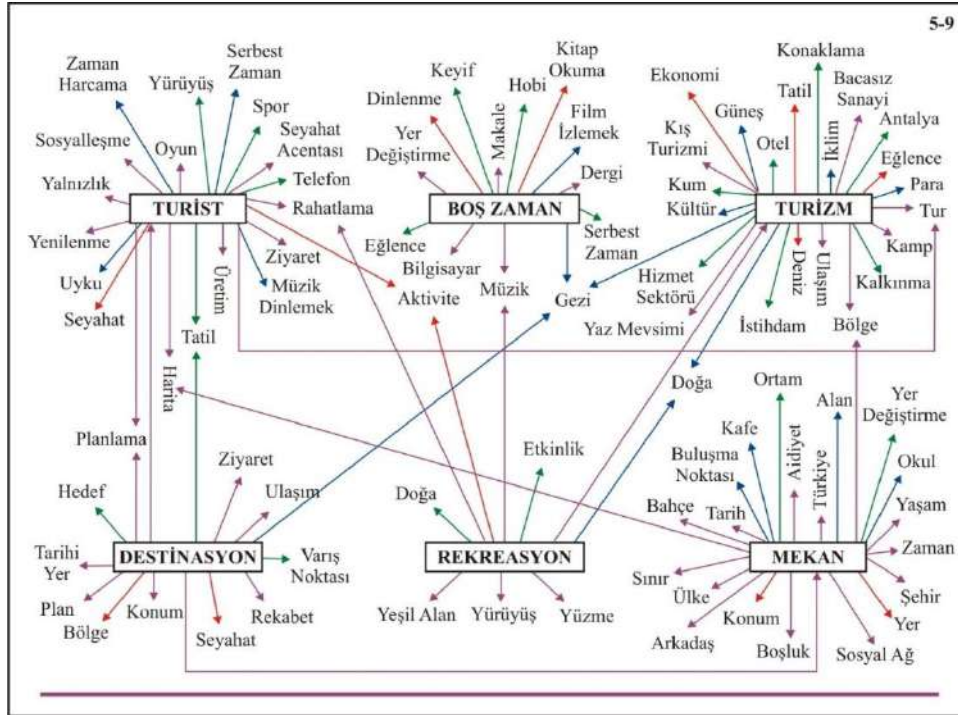 5-9
Zaman
Harcama
Yürüyüş
Serbest
Zaman
Spor
Seyahat
Acentası
Telefon
Rahatlama
Sosyalleşme
Oyun
Yalnızlık
TURİST
Yenilenme
Uyku
Seyahat
Üretim
Ziyaret
Müzik
Dinlemek
Tatil
Harita
Aktivite
Planlama
Keyif
Dinlenme
Yer
Değiştirme
Makale
Hobi
Kitap
Okuma
Film
İzlemek
Dergi
BOŞ ZAMAN
Eğlence
Bilgisayar
Müzik
Serbest
Zaman
Gezi
Konaklama
Ekonomi
Güneş
Tatil
Bacasız
Sanayi
Kış
Turizmi
Otel
İklim
Antalya
Eğlence
Kum
Kültür
TURİZM
Para
Tur
Kamp
Hizmet
Sektörü
Deniz
Ulaşım
Kalkınma
Yaz Mevsimi
İstihdam
Bölge
Doğa
Ziyaret
Hedef
Ulaşım
DESTİNASYON
Tarihi
Yer
Varış
Noktası
Plan
Bölge
Konum
Seyahat
Rekabet
Etkinlik
Doğa
REKREASYON
Yeşil Alan
Yürüyüş
Yüzme
Ortam
Alan
Yer
Değiştirme
Kafe
Buluşma
Noktası
Aidiyet
Türkiye
Okul
Bahçe
Tarih
Yaşam
MEKAN
Zaman
Sınır
Ülke
Konum
Şehir
Yer
Arkadaş
Boşluk
Sosyal Ağ